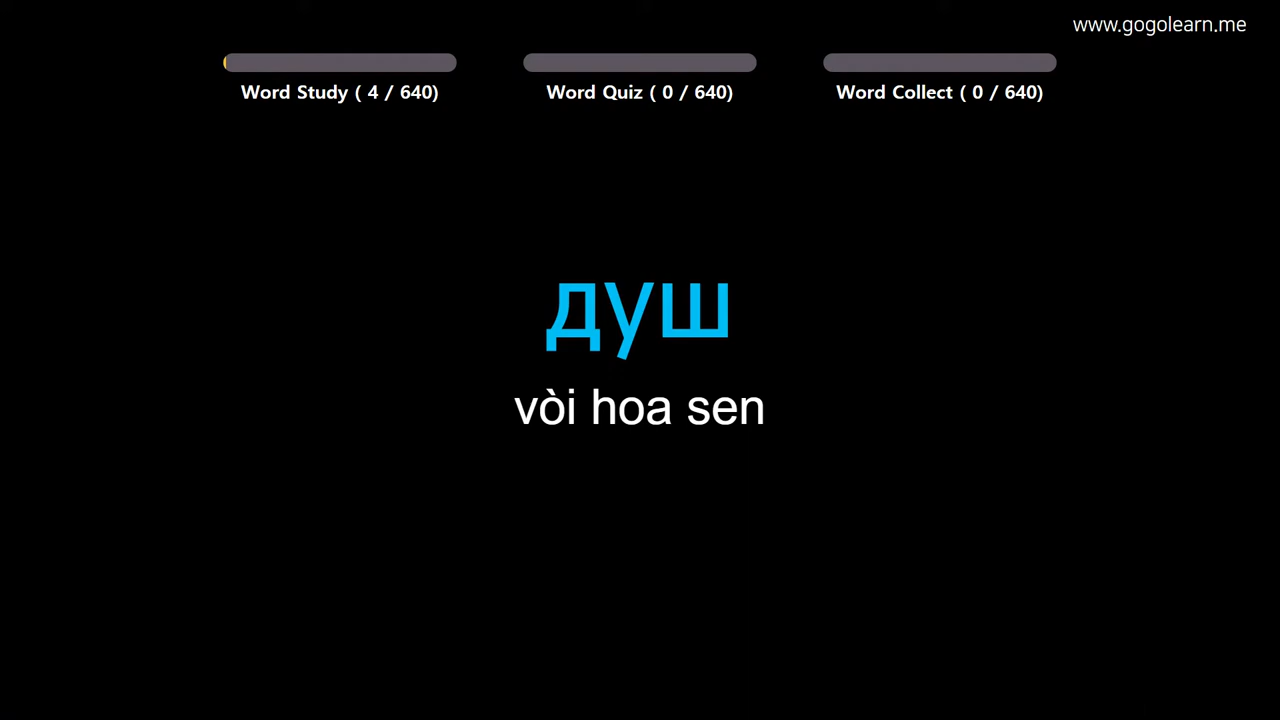 www.gogolearn.me
Word Study ( 4 / 640)
Word Quiz ( 0 / 640)
Word Collect ( 0 / 640)
душ
vòi hoa sen